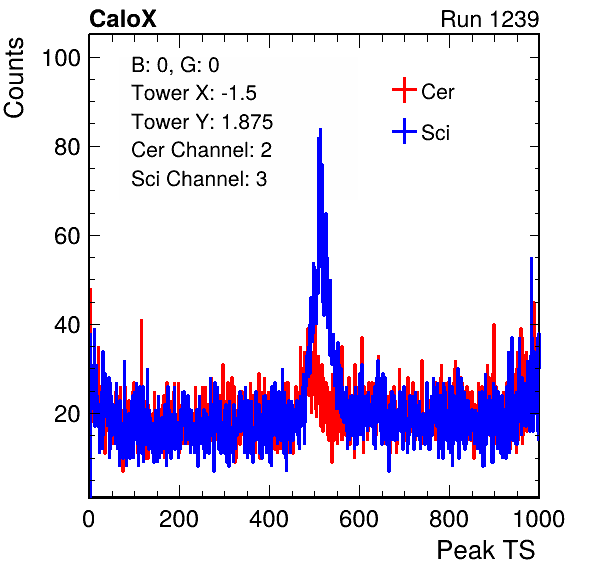 CaloX Run 1239
Counts
100
80
60
40
20
B: 0, G: 0
Tower X: -1.5
Tower Y: 1.875
Cer Channel: 2
Sci Channel: 3
Cer
Sci
0 200 400 600 800 1000
Peak TS